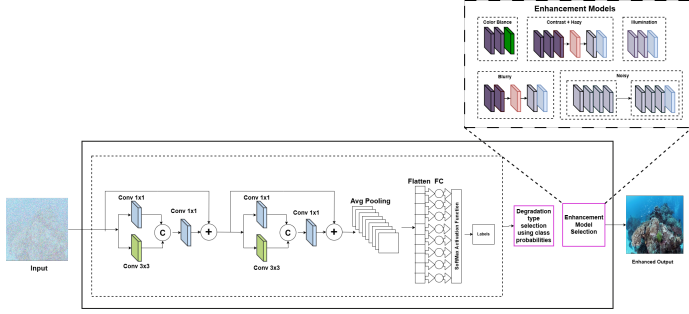 Enhancement Models
Color Blance
Contrast + Hazy
Illumination
Blurry
Noisy
Input
Conv 1x1
Conv 3x3
C
Conv 1x1
+
Conv 1x1
Conv 3x3
C
Conv 1x1
+
Avg Pooling
Flatten FC
SoftMax Activation Function
Labels
Degradation
type
selection
using class
probabilities
Enhancement
Model
Selection
Enhanced Output